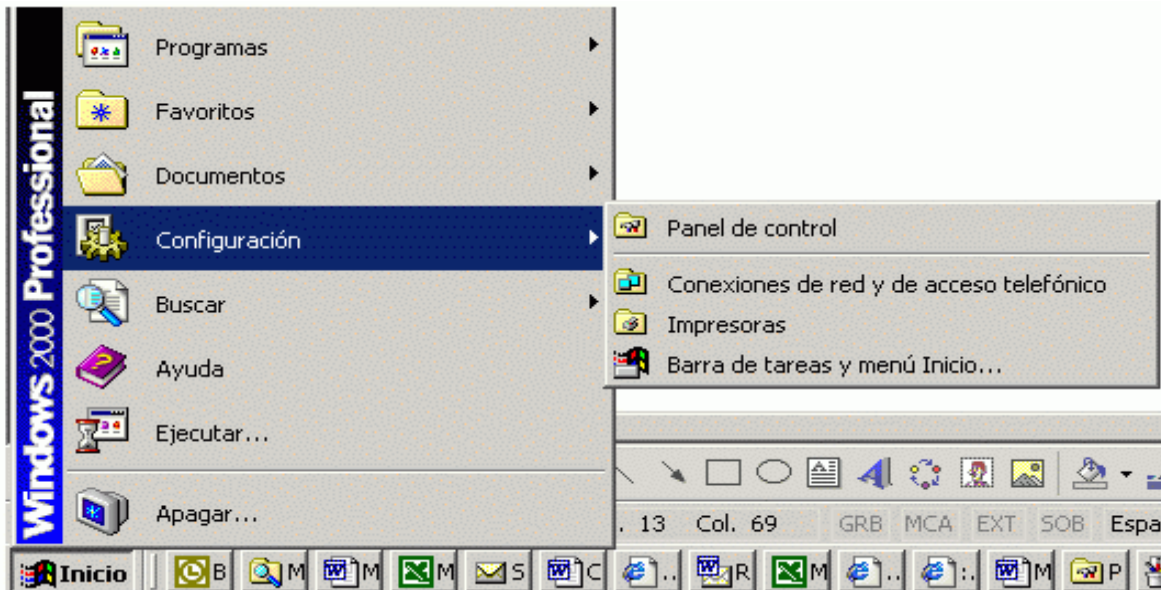 Windows 2000 Professional
Programas
Favoritos
Documentos
Configuración
Buscar
Ayuda
Ejecutar...
Apagar...
Panel de control
Conexiones de red y de acceso telefónico
Impresoras
Barra de tareas y menú Inicio...
. 13 Col. 69 GRB MCA EXT SOB Espa
Inicio B M M M S C .. R M .. :. M P